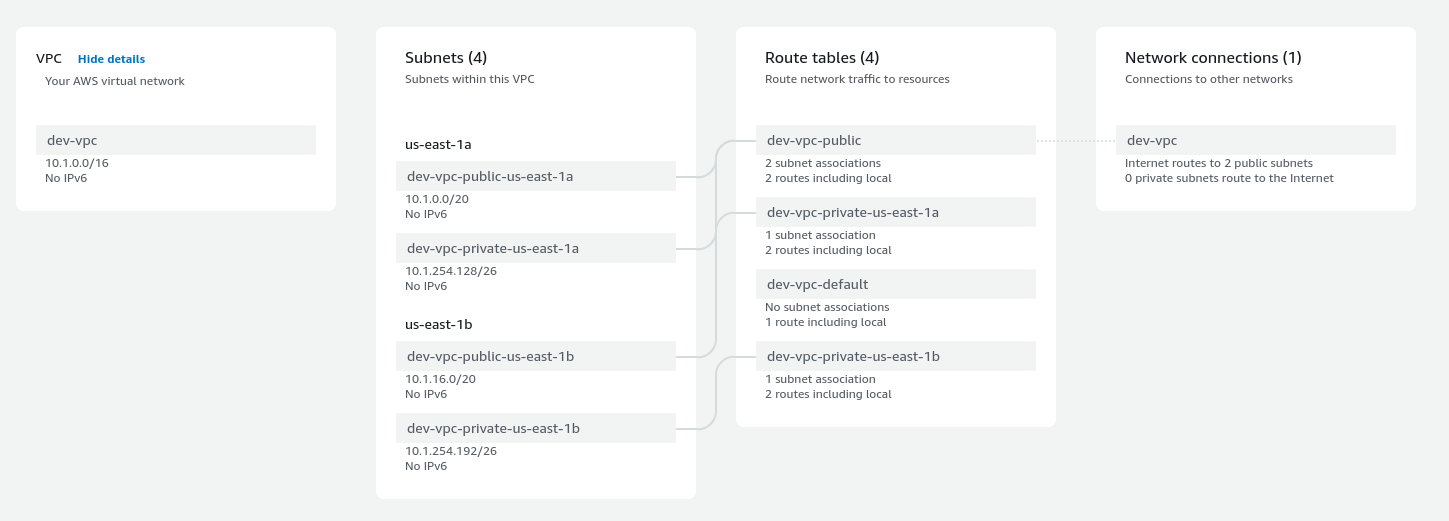 VPC Hide details
Your AWS virtual network
dev-vpc
10.1.0.0/16
No IPv6
Subnets (4)
Subnets within this VPC
us-east-1a
dev-vpc-public-us-east-1a
10.1.0.0/20
No IPv6
dev-vpc-private-us-east-1a
10.1.254.128/26
No IPv6
us-east-1b
dev-vpc-public-us-east-1b
10.1.16.0/20
No IPv6
dev-vpc-private-us-east-1b
10.1.254.192/26
No IPv6
Route tables (4)
Route network traffic to resources
dev-vpc-public
2 subnet associations
2 routes including local
dev-vpc-private-us-east-1a
1 subnet association
2 routes including local
dev-vpc-default
No subnet associations
1 route including local
dev-vpc-private-us-east-1b
1 subnet association
2 routes including local
Network connections (1)
Connections to other networks
dev-vpc
Internet routes to 2 public subnets
0 private subnets route to the Internet